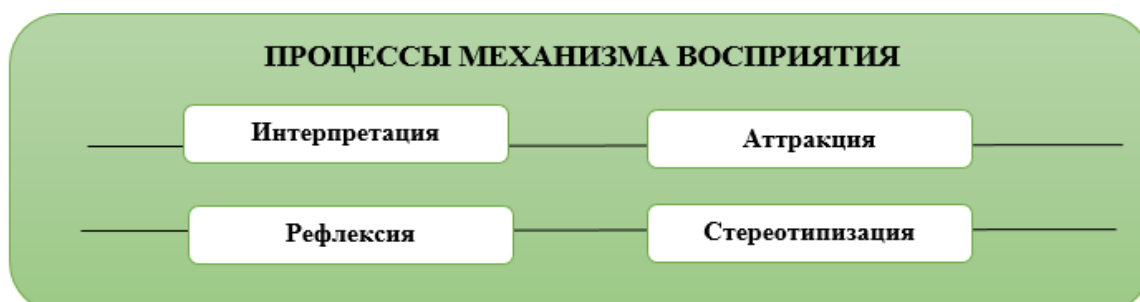 ПРОЦЕССЫ МЕХАНИЗМА ВОСПРИЯТИЯ
Интерпретация
Аттракция
Рефлексия
Стереотипизация